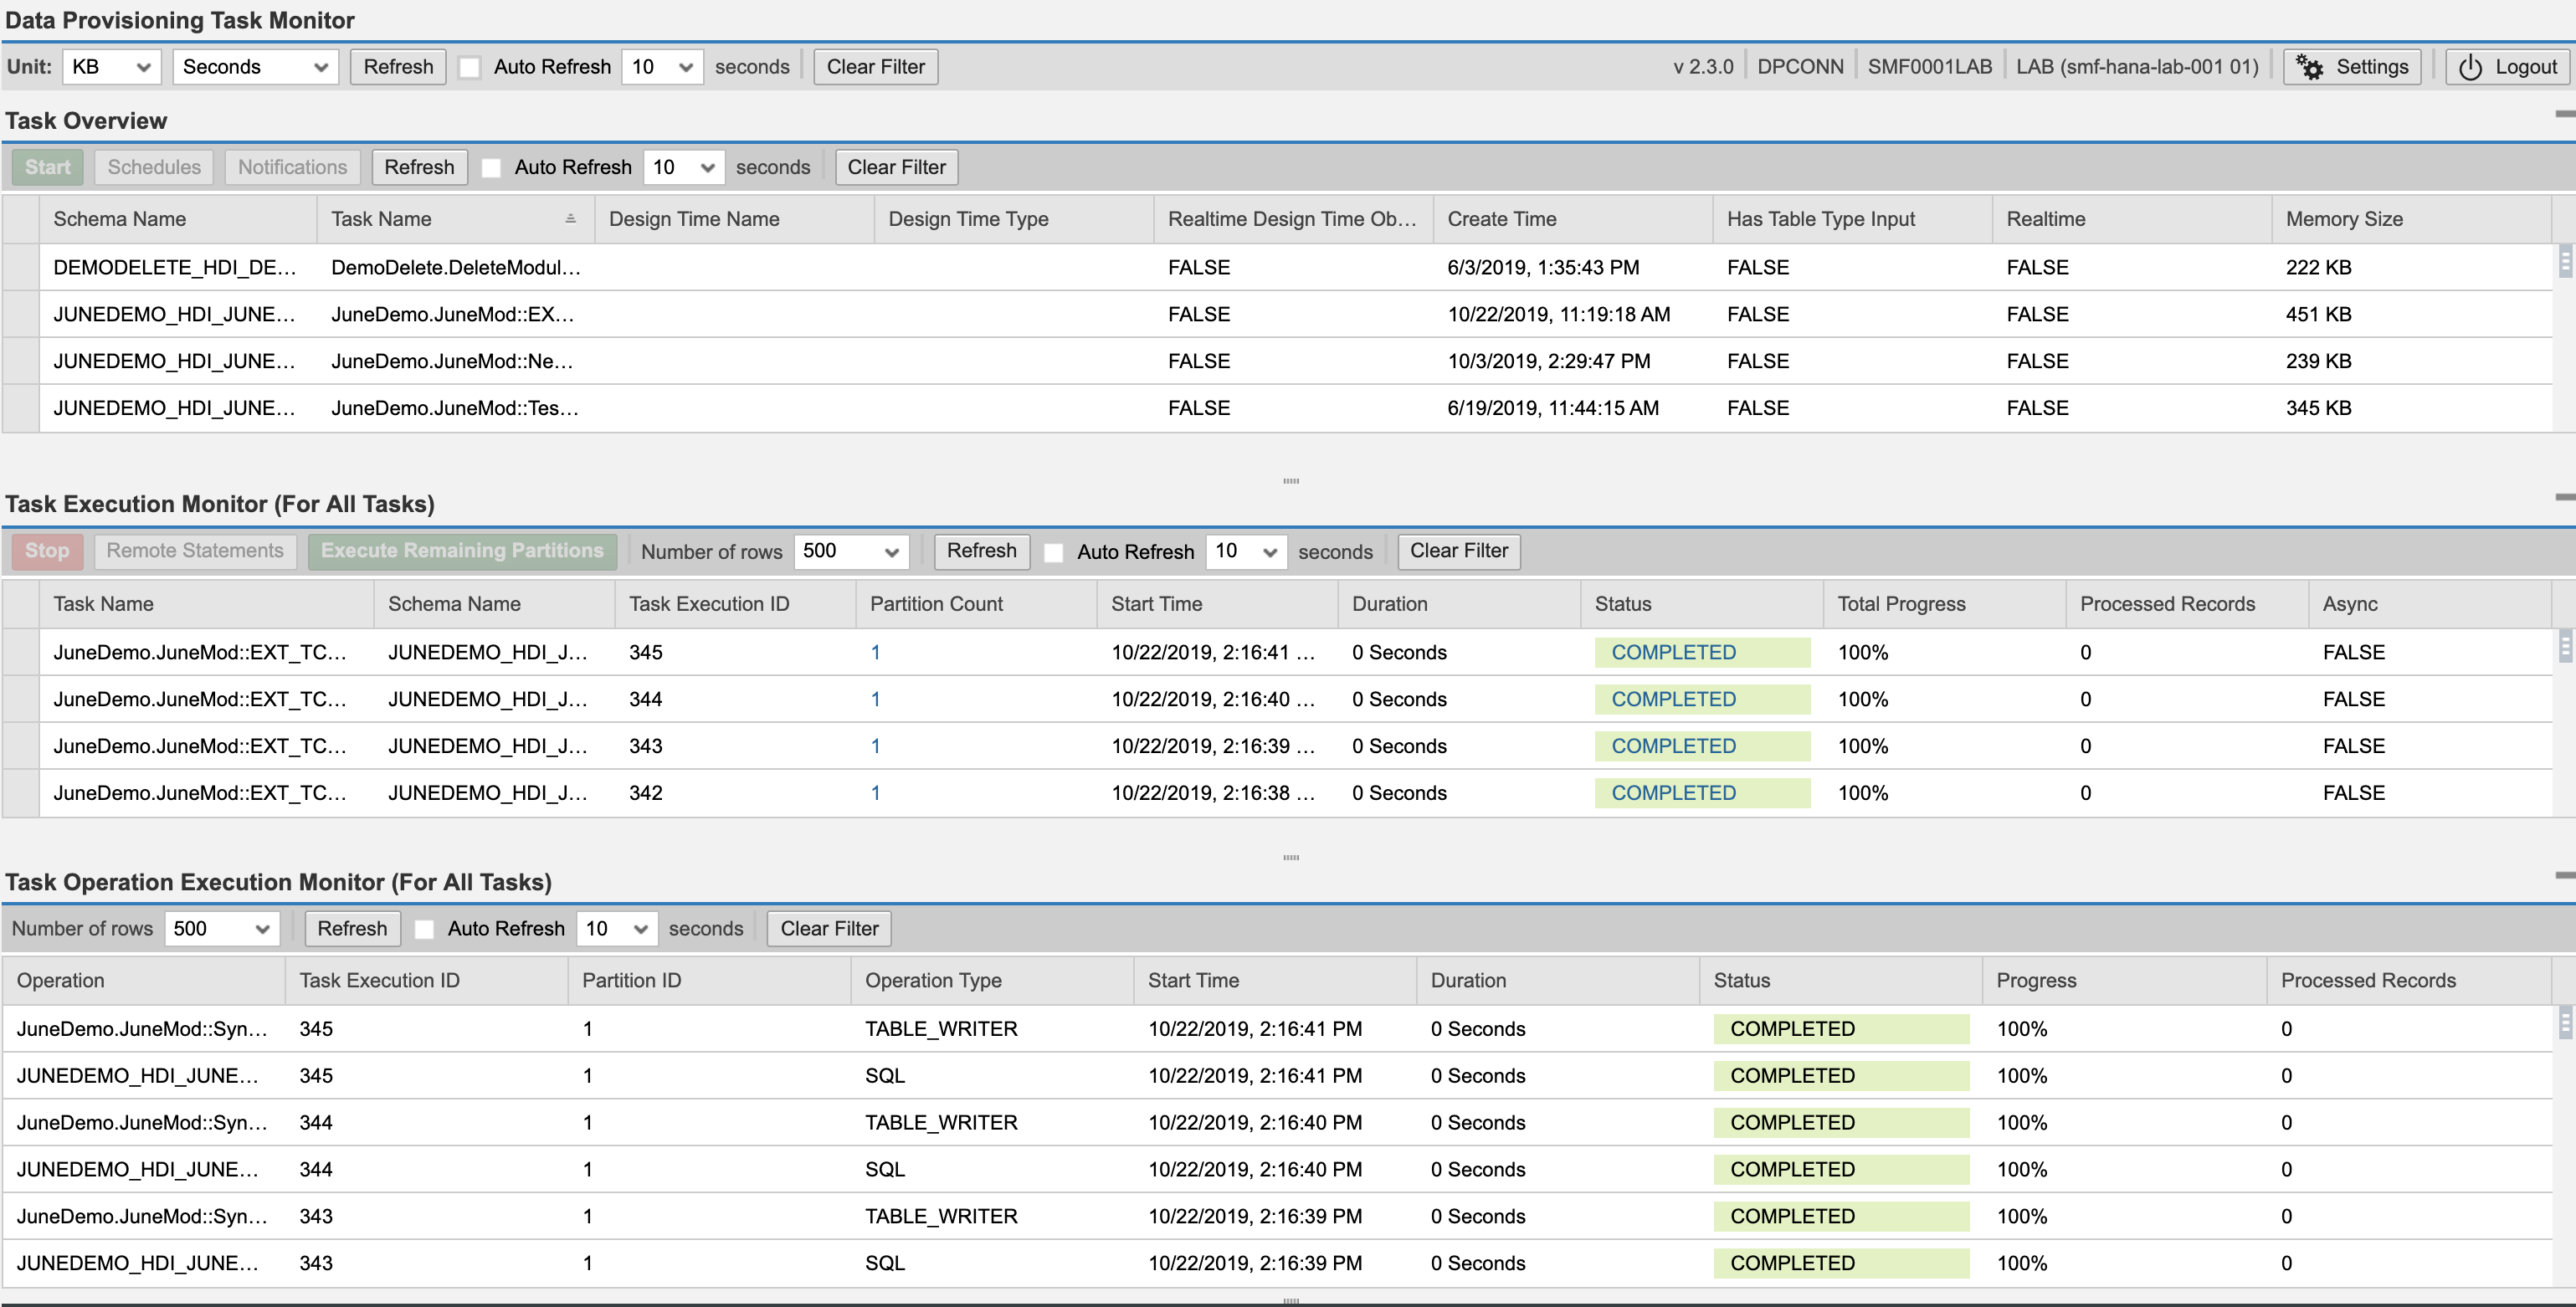 Data Provisioning Task Monitor
Unit: KB Seconds Refresh Auto Refresh 10 seconds Clear Filter v 2.3.0 DPCONN SMF0001LAB LAB (smf-hana-lab-001 01) Settings Logout
Task Overview
Start Schedules Notifications Refresh Auto Refresh 10 seconds Clear Filter
Schema Name Task Name Design Time Name Design Time Type Realtime Design Time Ob... Create Time Has Table Type Input Realtime Memory Size
DEMODELETE_HDI_DE... DemoDelete.DeleteModul... FALSE 6/3/2019, 1:35:43 PM FALSE FALSE 222 KB
JUNEDEMO_HDI_JUNE... JuneDemo.JuneMod::EX... FALSE 10/22/2019, 11:19:18 AM FALSE FALSE 451 KB
JUNEDEMO_HDI_JUNE... JuneDemo.JuneMod::Ne... FALSE 10/3/2019, 2:29:47 PM FALSE FALSE 239 KB
JUNEDEMO_HDI_JUNE... JuneDemo.JuneMod::Tes... FALSE 6/19/2019, 11:44:15 AM FALSE FALSE 345 KB
Task Execution Monitor (For All Tasks)
Stop Remote Statements Execute Remaining Partitions Number of rows 500 Refresh Auto Refresh 10 seconds Clear Filter
Task Name Schema Name Task Execution ID Partition Count Start Time Duration Status Total Progress Processed Records Async
JuneDemo.JuneMod::EXT_TC... JUNEDEMO_HDI_J... 345 1 10/22/2019, 2:16:41 ... 0 Seconds COMPLETED 100% 0 FALSE
JuneDemo.JuneMod::EXT_TC... JUNEDEMO_HDI_J... 344 1 10/22/2019, 2:16:40 ... 0 Seconds COMPLETED 100% 0 FALSE
JuneDemo.JuneMod::EXT_TC... JUNEDEMO_HDI_J... 343 1 10/22/2019, 2:16:39 ... 0 Seconds COMPLETED 100% 0 FALSE
JuneDemo.JuneMod::EXT_TC... JUNEDEMO_HDI_J... 342 1 10/22/2019, 2:16:38 ... 0 Seconds COMPLETED 100% 0 FALSE
Task Operation Execution Monitor (For All Tasks)
Number of rows 500 Refresh Auto Refresh 10 seconds Clear Filter
Operation Task Execution ID Partition ID Operation Type Start Time Duration Status Progress Processed Records
JuneDemo.JuneMod::Syn... 345 1 TABLE_WRITER 10/22/2019, 2:16:41 PM 0 Seconds COMPLETED 100% 0
JUNEDEMO_HDI_JUNE... 345 1 SQL 10/22/2019, 2:16:41 PM 0 Seconds COMPLETED 100% 0
JuneDemo.JuneMod::Syn... 344 1 TABLE_WRITER 10/22/2019, 2:16:40 PM 0 Seconds COMPLETED 100% 0
JUNEDEMO_HDI_JUNE... 344 1 SQL 10/22/2019, 2:16:40 PM 0 Seconds COMPLETED 100% 0
JuneDemo.JuneMod::Syn... 343 1 TABLE_WRITER 10/22/2019, 2:16:39 PM 0 Seconds COMPLETED 100% 0
JUNEDEMO_HDI_JUNE... 343 1 SQL 10/22/2019, 2:16:39 PM 0 Seconds COMPLETED 100% 0